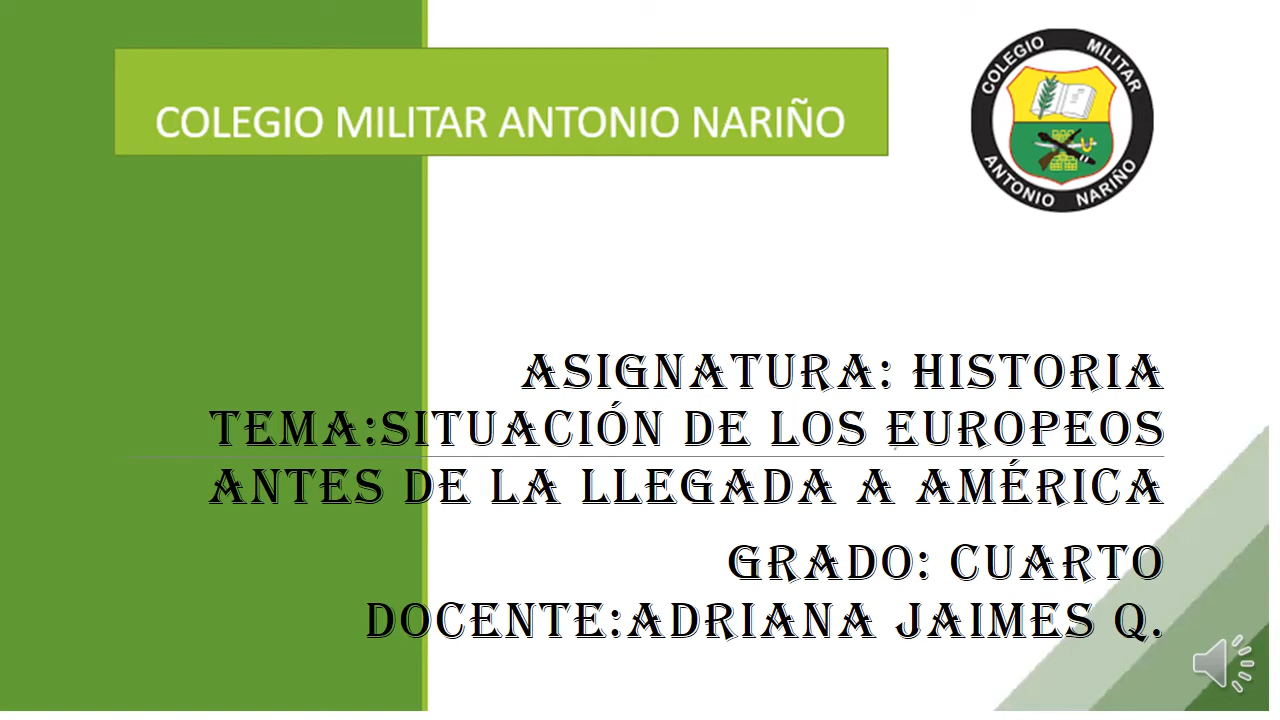 COLEGIO MILITAR ANTONIO NARIÑO
COLEGIO MILITAR
ANTONIO NARIÑO
ASIGNATURA: HISTORIA
TEMA:SITUACIÓN DE LOS EUROPEOS
ANTES DE LA LLEGADA A AMÉRICA
GRADO: CUARTO
DOCENTE:ADRIANA JAIMES Q.